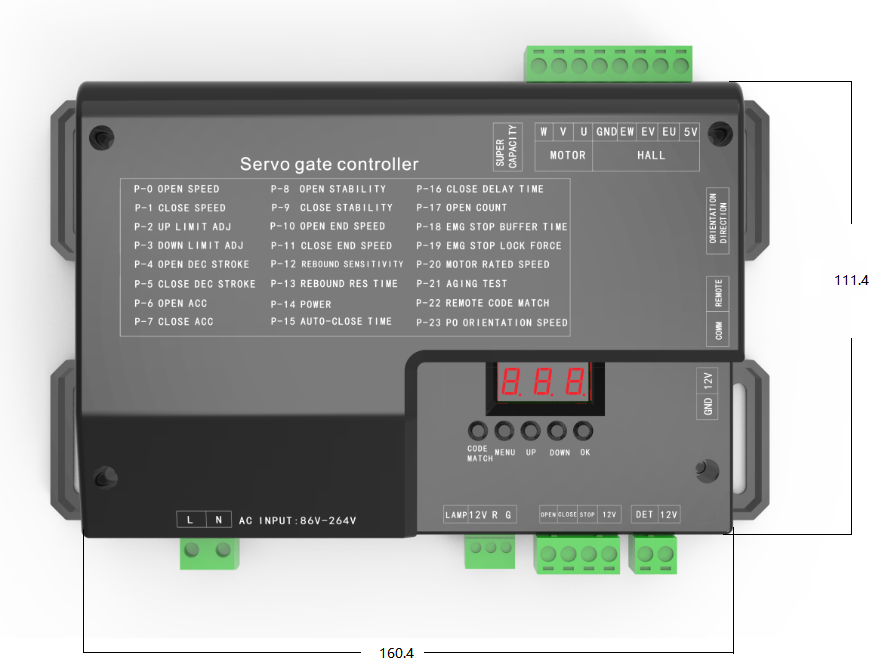 SUPER CAPACITY
W V U GND EW EV EU 5V
MOTOR HALL
Servo gate controller
P-0 OPEN SPEED
P-1 CLOSE SPEED
P-2 UP LIMIT ADJ
P-3 DOWN LIMIT ADJ
P-4 OPEN DEC STROKE
P-5 CLOSE DEC STROKE
P-6 OPEN ACC
P-7 CLOSE ACC
P-8 OPEN STABILITY
P-9 CLOSE STABILITY
P-10 OPEN END SPEED
P-11 CLOSE END SPEED
P-12 REBOUND SENSITIVITY
P-13 REBOUND RES TIME
P-14 POWER
P-15 AUTO-CLOSE TIME
P-16 CLOSE DELAY TIME
P-17 OPEN COUNT
P-18 EMG STOP BUFFER TIME
P-19 EMG STOP LOCK FORCE
P-20 MOTOR RATED SPEED
P-21 AGING TEST
P-22 REMOTE CODE MATCH
P-23 PO ORIENTATION SPEED
ORIENTATION
DIRECTION
COMM REMOTE
111.4
GND 12V
8.8.8.
CODE MATCH MENU UP DOWN OK
LAMP 12V R G
OPEN CLOSE STOP 12V
DET 12V
L N AC INPUT:86V-264V
160.4